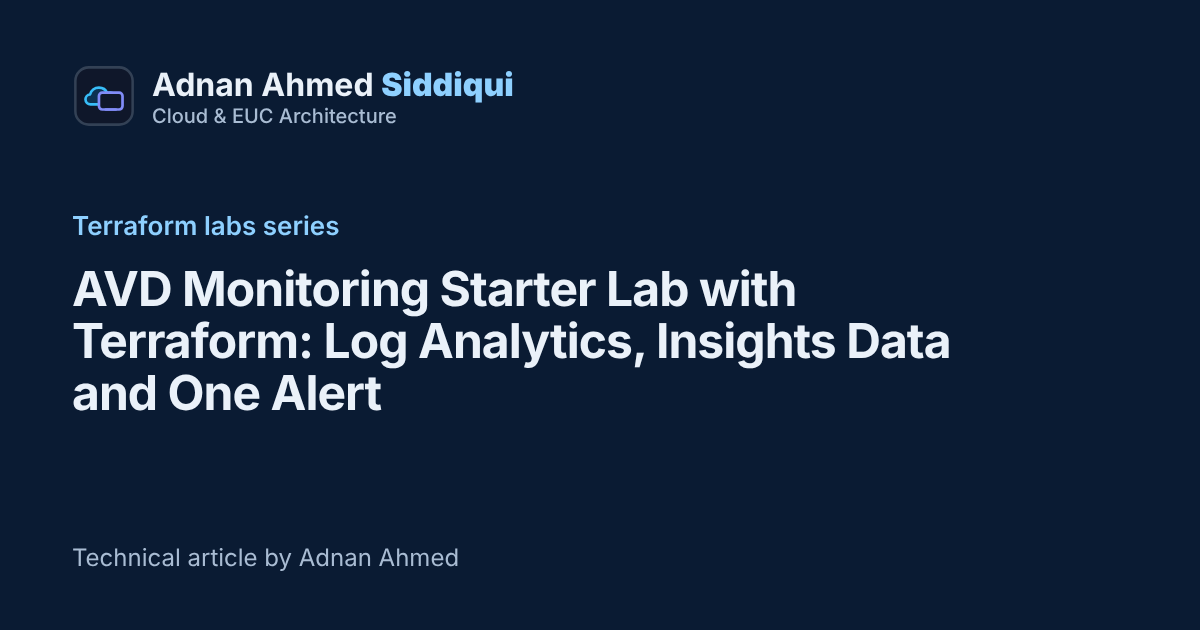 Adnan Ahmed Siddiqui
Cloud & EUC Architecture
Terraform labs series
AVD Monitoring Starter Lab with
Terraform: Log Analytics, Insights Data
and One Alert
Technical article by Adnan Ahmed